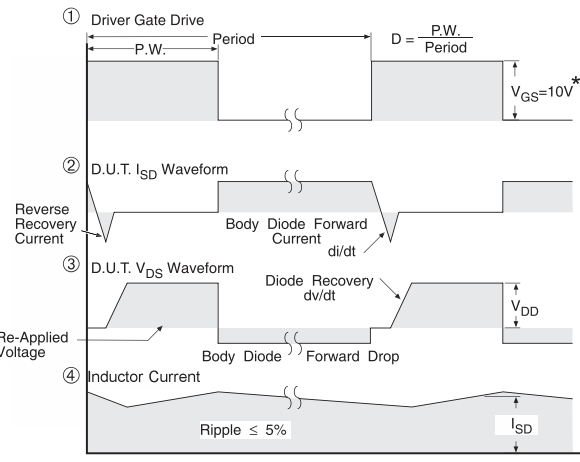 ① Driver Gate Drive
P.W.
Period
D = P.W.
Period
VGS=10V*
② D.U.T. ISD Waveform
Reverse
Recovery
Current
Body Diode Forward
Current
di/dt
③ D.U.T. VDS Waveform
Diode Recovery
dv/dt
VDD
Re-Applied
Voltage
Body Diode Forward Drop
④ Inductor Current
Ripple ≤ 5%
ISD